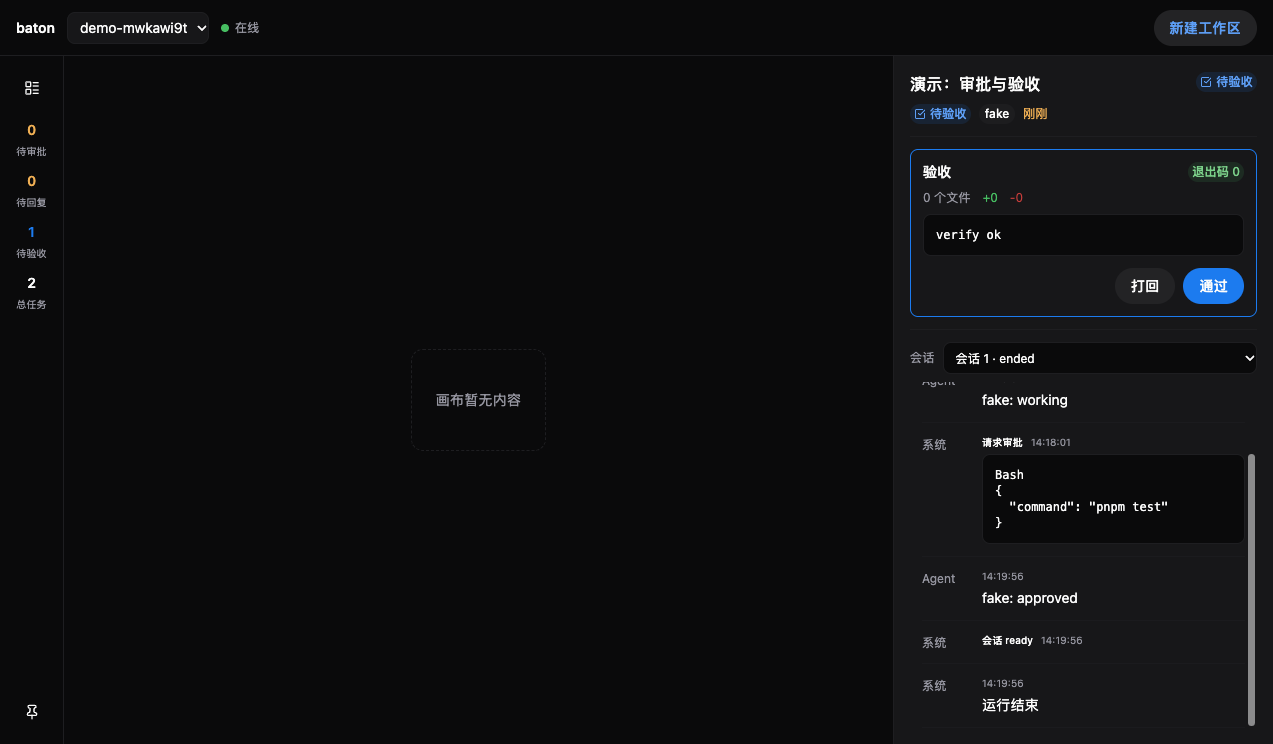 baton demo-mwkawi9t 在线 新建工作区
0
待审批
0
待回复
1
待验收
2
总任务
画布暂无内容
演示：审批与验收 待验收
待验收 fake 刚刚
验收 退出码 0
0 个文件 +0 -0
verify ok
打回 通过
会话 会话 1 · ended
Agent
fake: working
系统 请求审批 14:18:01
Bash
{
"command": "pnpm test"
}
Agent 14:19:56
fake: approved
系统 会话 ready 14:19:56
系统 14:19:56
运行结束